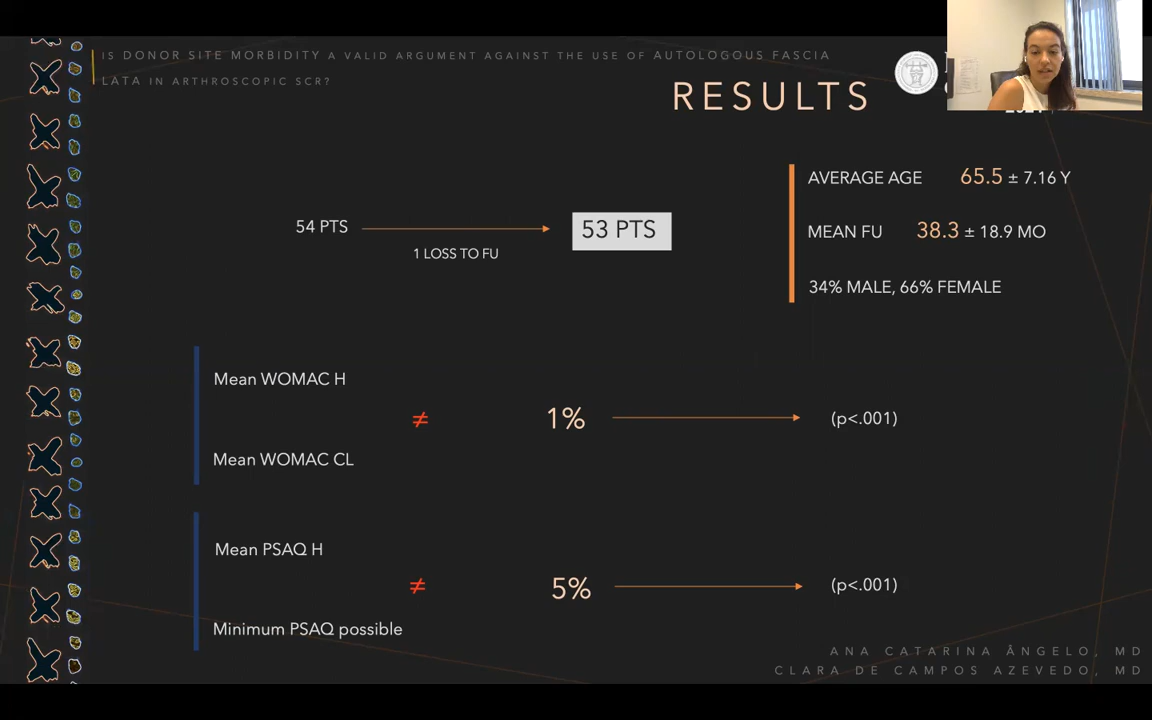 IS DONOR SITE MORBIDITY A VALID ARGUMENT AGAINST THE USE OF AUTOLOGOUS FASCIA
LATA IN ARTHROSCOPIC SCR?
RESULTS
54 PTS
1 LOSS TO FU
53 PTS
AVERAGE AGE 65.5 ± 7.16 Y
MEAN FU 38.3 ± 18.9 MO
34% MALE, 66% FEMALE
Mean WOMAC H
≠ 1% (p<.001)
Mean WOMAC CL
Mean PSAQ H
≠ 5% (p<.001)
Minimum PSAQ possible
ANA CATARINA ÂNGELO, MD
CLARA DE CAMPOS AZEVEDO, MD